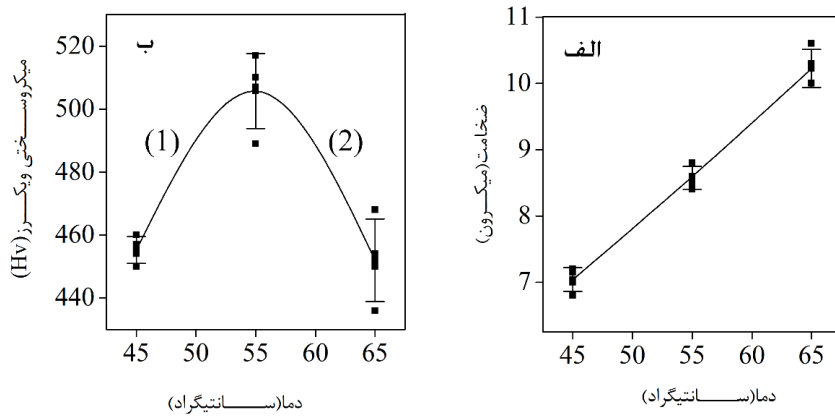 الف
ضخامت(میکرون)
11
10
9
8
7
45 50 55 60 65
دما(سانتیگراد)
ب
میکروسختی ویکرز(Hv)
520
500
480
460
440
(1) (2)
45 50 55 60 65
دما(سانتیگراد)